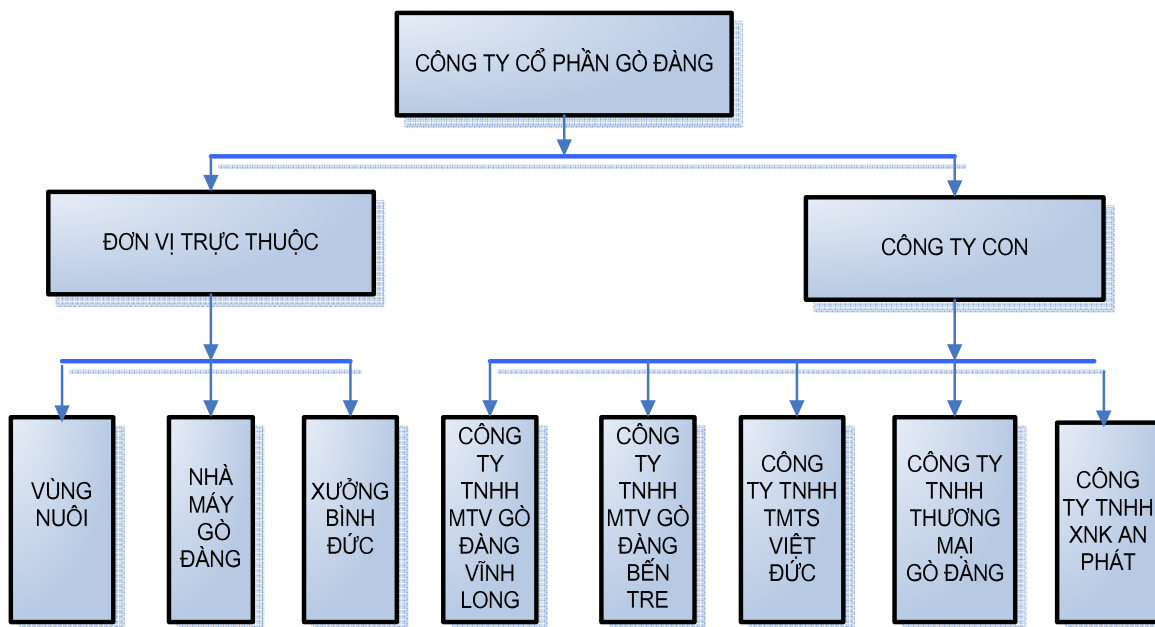 CÔNG TY CỔ PHẦN GÒ ĐÀNG
ĐƠN VỊ TRỰC THUỘC
CÔNG TY CON
VÙNG
NUÔI
NHÀ
MÁY
GÒ
ĐÀNG
XƯỞNG
BÌNH
ĐỨC
CÔNG
TY
TNHH
MTV GÒ
ĐÀNG
VĨNH
LONG
CÔNG
TY
TNHH
MTV GÒ
ĐÀNG
BẾN
TRE
CÔNG
TY TNHH
TMTS
VIỆT
ĐỨC
CÔNG TY
TNHH
THƯƠNG
MẠI
GÒ ĐÀNG
CÔNG
TY TNHH
XNK AN
PHÁT